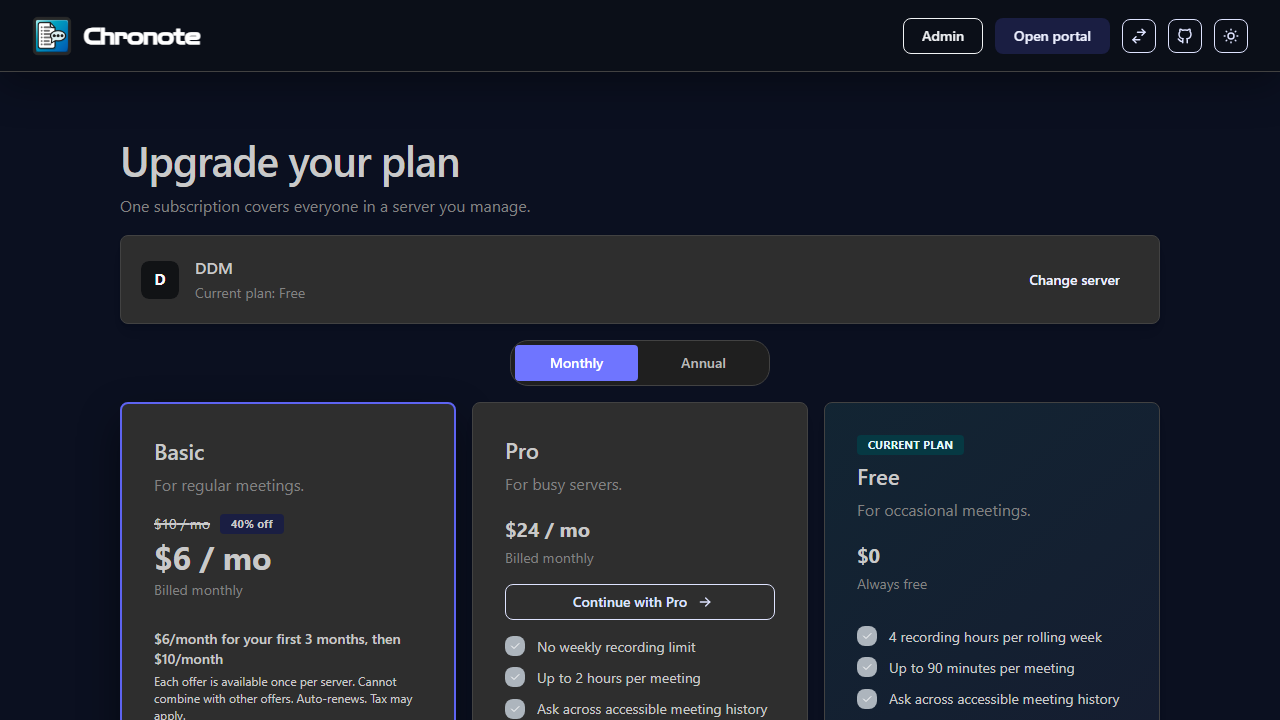 Chronote
Admin
Open portal
Upgrade your plan
One subscription covers everyone in a server you manage.
D
DDM
Current plan: Free
Change server
Monthly
Annual
Basic
For regular meetings.
$10 / mo
40% off
$6 / mo
Billed monthly
$6/month for your first 3 months, then
$10/month
Each offer is available once per server. Cannot
combine with other offers. Auto-renews. Tax may
apply.
Pro
For busy servers.
$24 / mo
Billed monthly
Continue with Pro →
No weekly recording limit
Up to 2 hours per meeting
Ask across accessible meeting history
CURRENT PLAN
Free
For occasional meetings.
$0
Always free
4 recording hours per rolling week
Up to 90 minutes per meeting
Ask across accessible meeting history